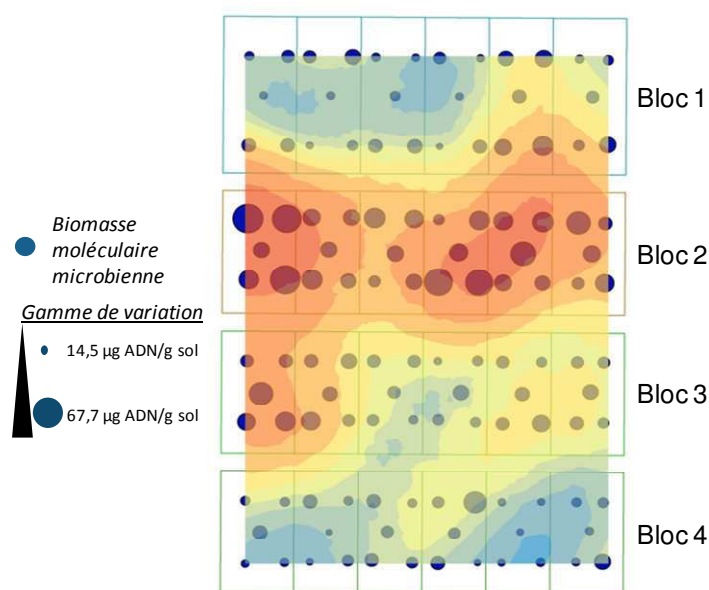 Bloc 1
Biomasse
moléculaire
microbienne
Bloc 2
Gamme de variation
14,5 µg ADN/g sol
67,7 µg ADN/g sol
Bloc 3
Bloc 4